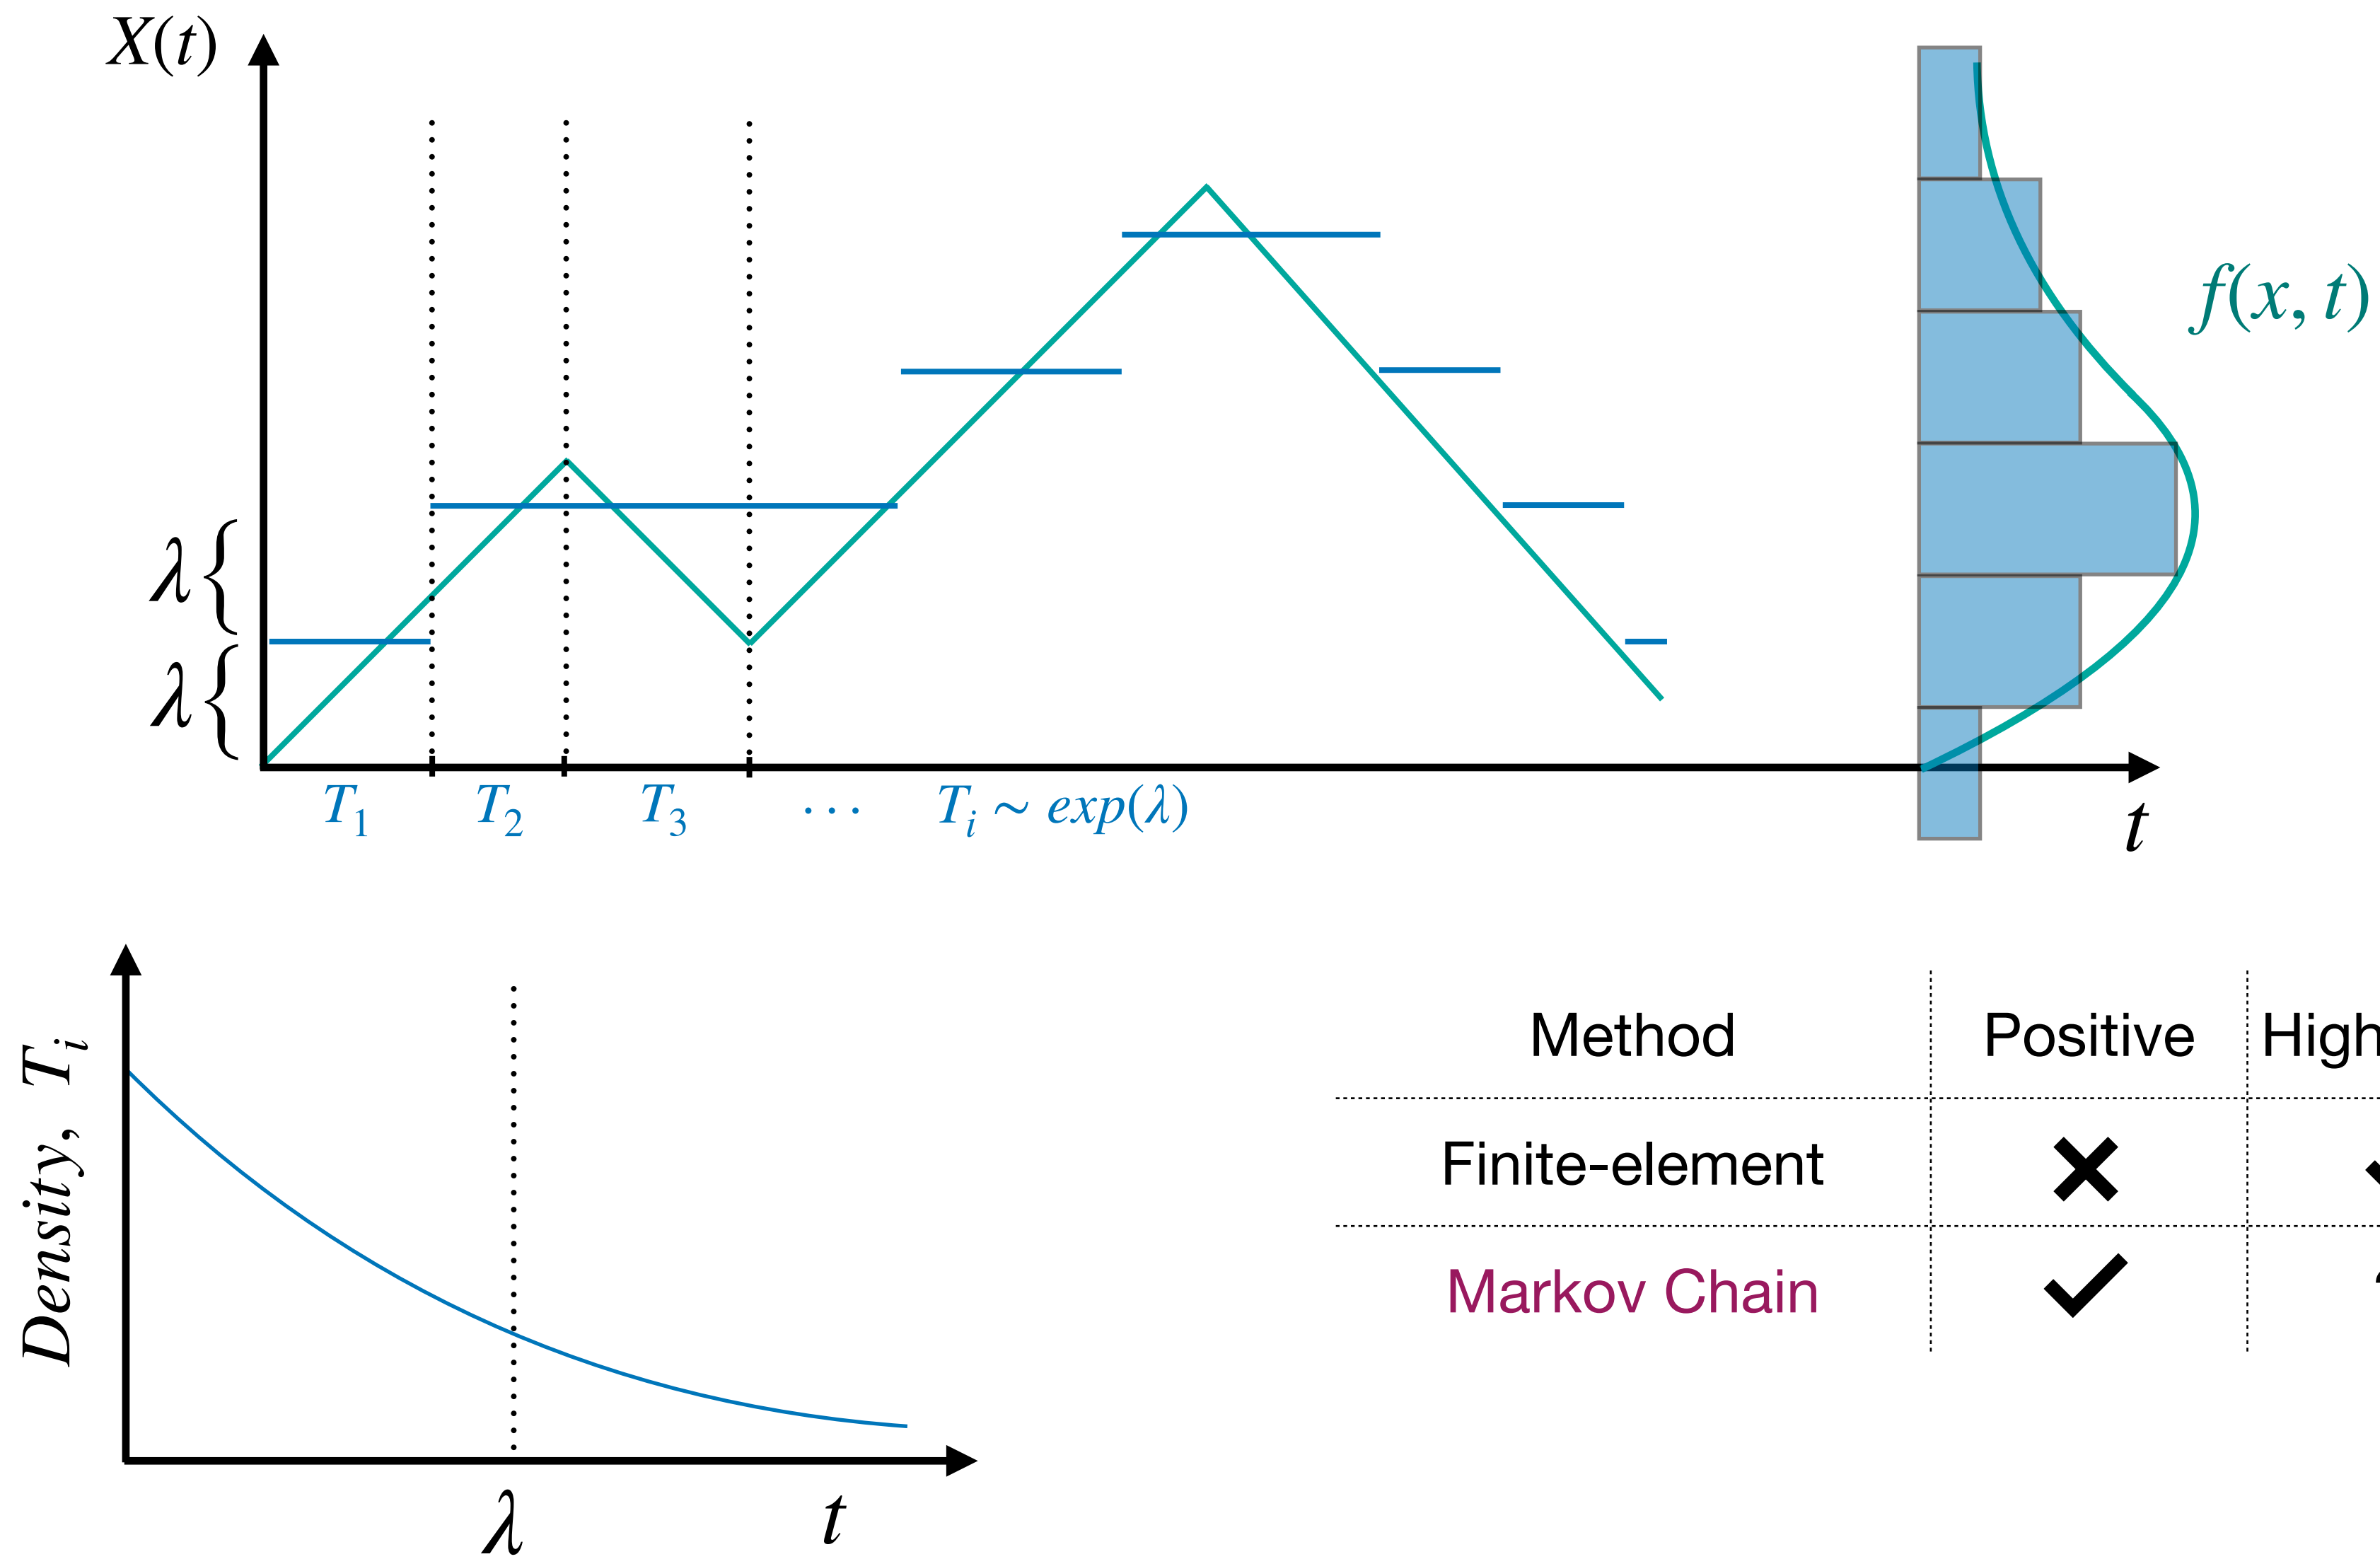 X(t)
f(x, t)
λ
λ
T₁ T₂ T₃ … Tᵢ ~ exp(λ)
t
Density, Tᵢ
λ
t
Method Positive High
Finite-element
Markov Chain